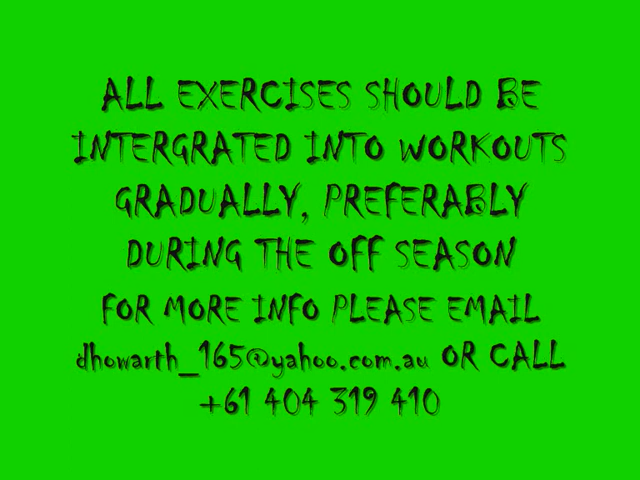 ALL EXERCISES SHOULD BE
INTERGRATED INTO WORKOUTS
GRADUALLY, PREFERABLY
DURING THE OFF SEASON
FOR MORE INFO PLEASE EMAIL
dhowarth_165@yahoo.com.au OR CALL
+61 404 319 410